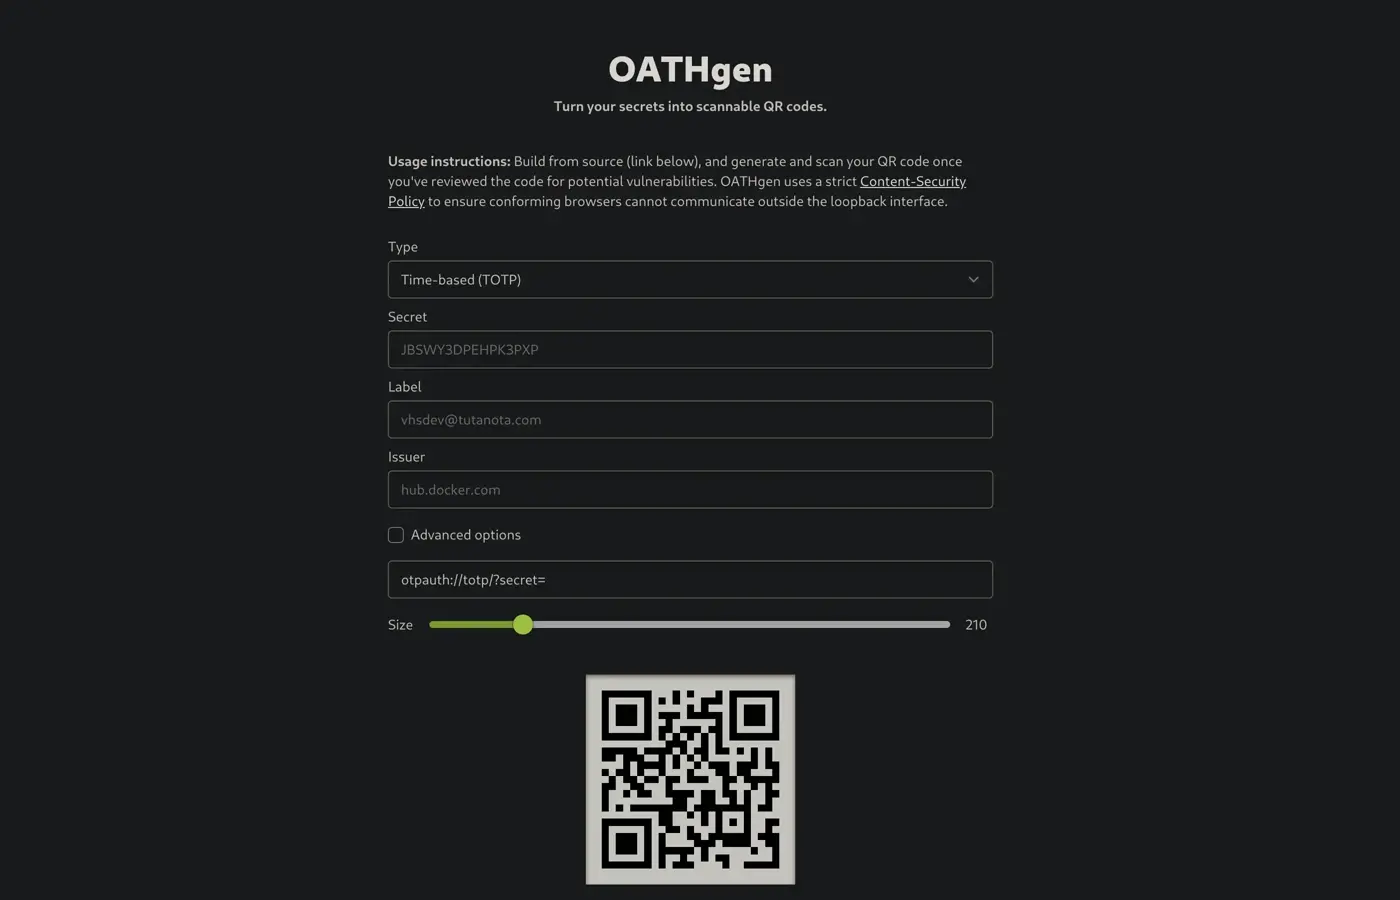 OATHgen
Turn your secrets into scannable QR codes.
Usage instructions: Build from source (link below), and generate and scan your QR code once
you've reviewed the code for potential vulnerabilities. OATHgen uses a strict Content-Security
Policy to ensure conforming browsers cannot communicate outside the loopback interface.
Type
Time-based (TOTP)
Secret
JBSWY3DPEHPK3PXP
Label
vhsdev@tutanota.com
Issuer
hub.docker.com
Advanced options
otpauth://totp/?secret=
Size 210